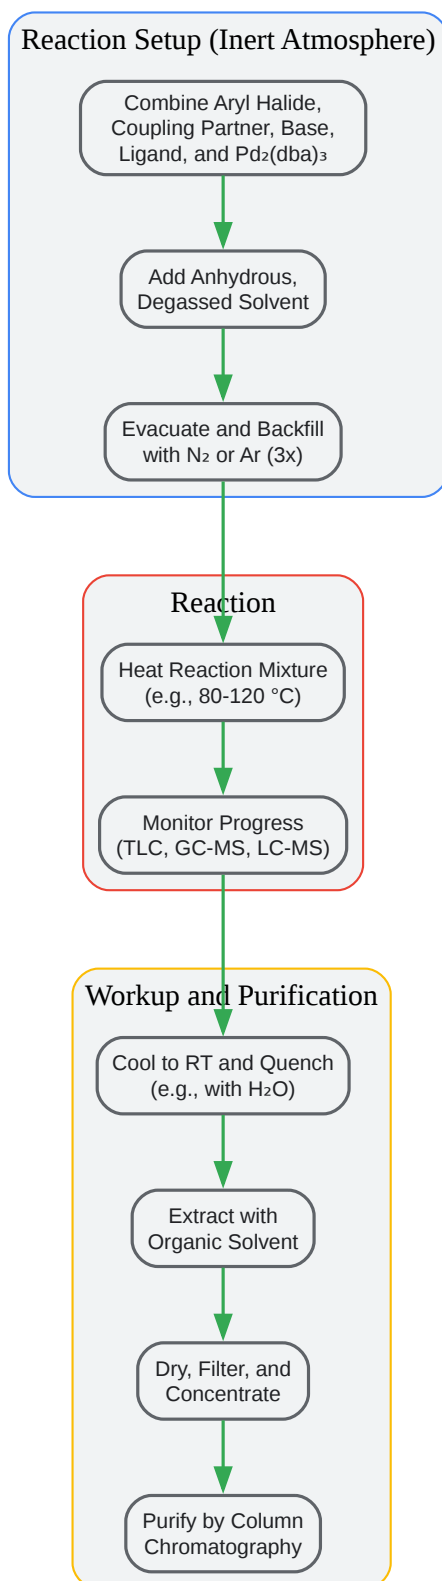 Reaction Setup (Inert Atmosphere)
Combine Aryl Halide,
Coupling Partner, Base,
Ligand, and Pd₂(dba)₃
Add Anhydrous,
Degassed Solvent
Evacuate and Backfill
with N₂ or Ar (3x)
Reaction
Heat Reaction Mixture
(e.g., 80-120 °C)
Monitor Progress
(TLC, GC-MS, LC-MS)
Workup and Purification
Cool to RT and Quench
(e.g., with H₂O)
Extract with
Organic Solvent
Dry, Filter, and
Concentrate
Purify by Column
Chromatography